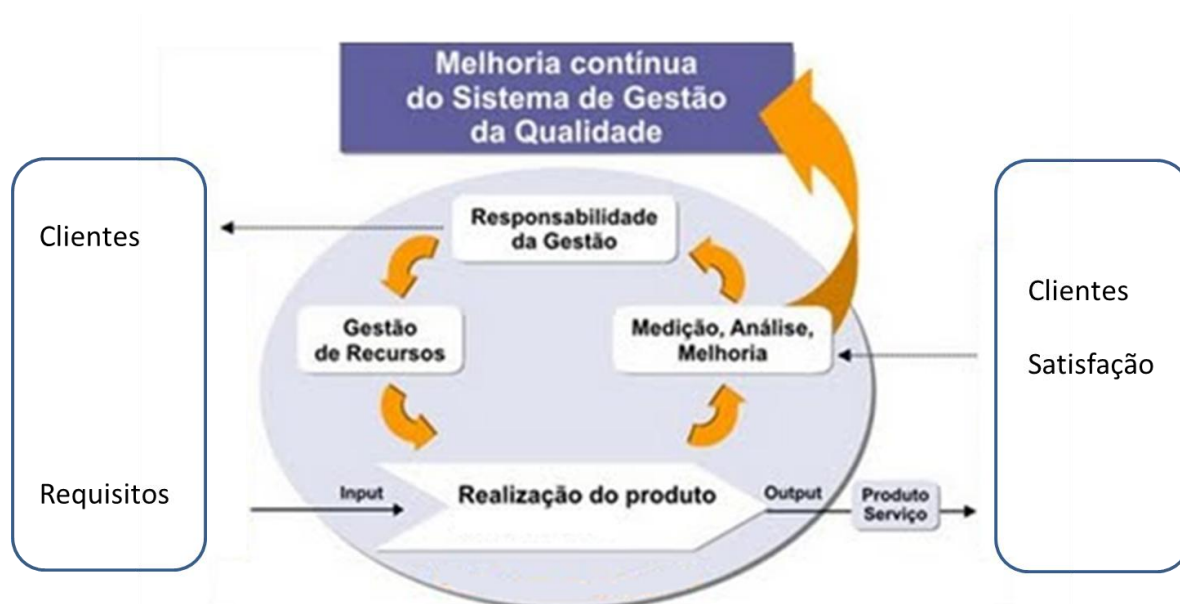 Melhoria contínua
do Sistema de Gestão
da Qualidade
Clientes
Requisitos
Responsabilidade
da Gestão
Gestão
de Recursos
Medição, Análise,
Melhoria
Input
Realização do produto
Output
Produto
Serviço
Clientes
Satisfação